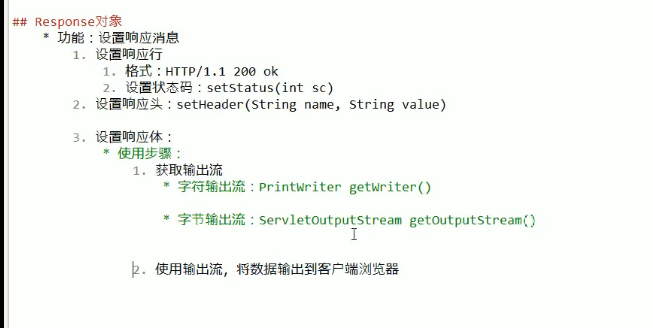 ## Response对象
* 功能：设置响应消息
1. 设置响应行
1. 格式：HTTP/1.1 200 ok
2. 设置状态码：setStatus(int sc)
2. 设置响应头：setHeader(String name, String value)
3. 设置响应体：
* 使用步骤：
1. 获取输出流
* 字符输出流：PrintWriter getWriter()
* 字节输出流：ServletOutputStream getOutputStream()
2. 使用输出流，将数据输出到客户端浏览器